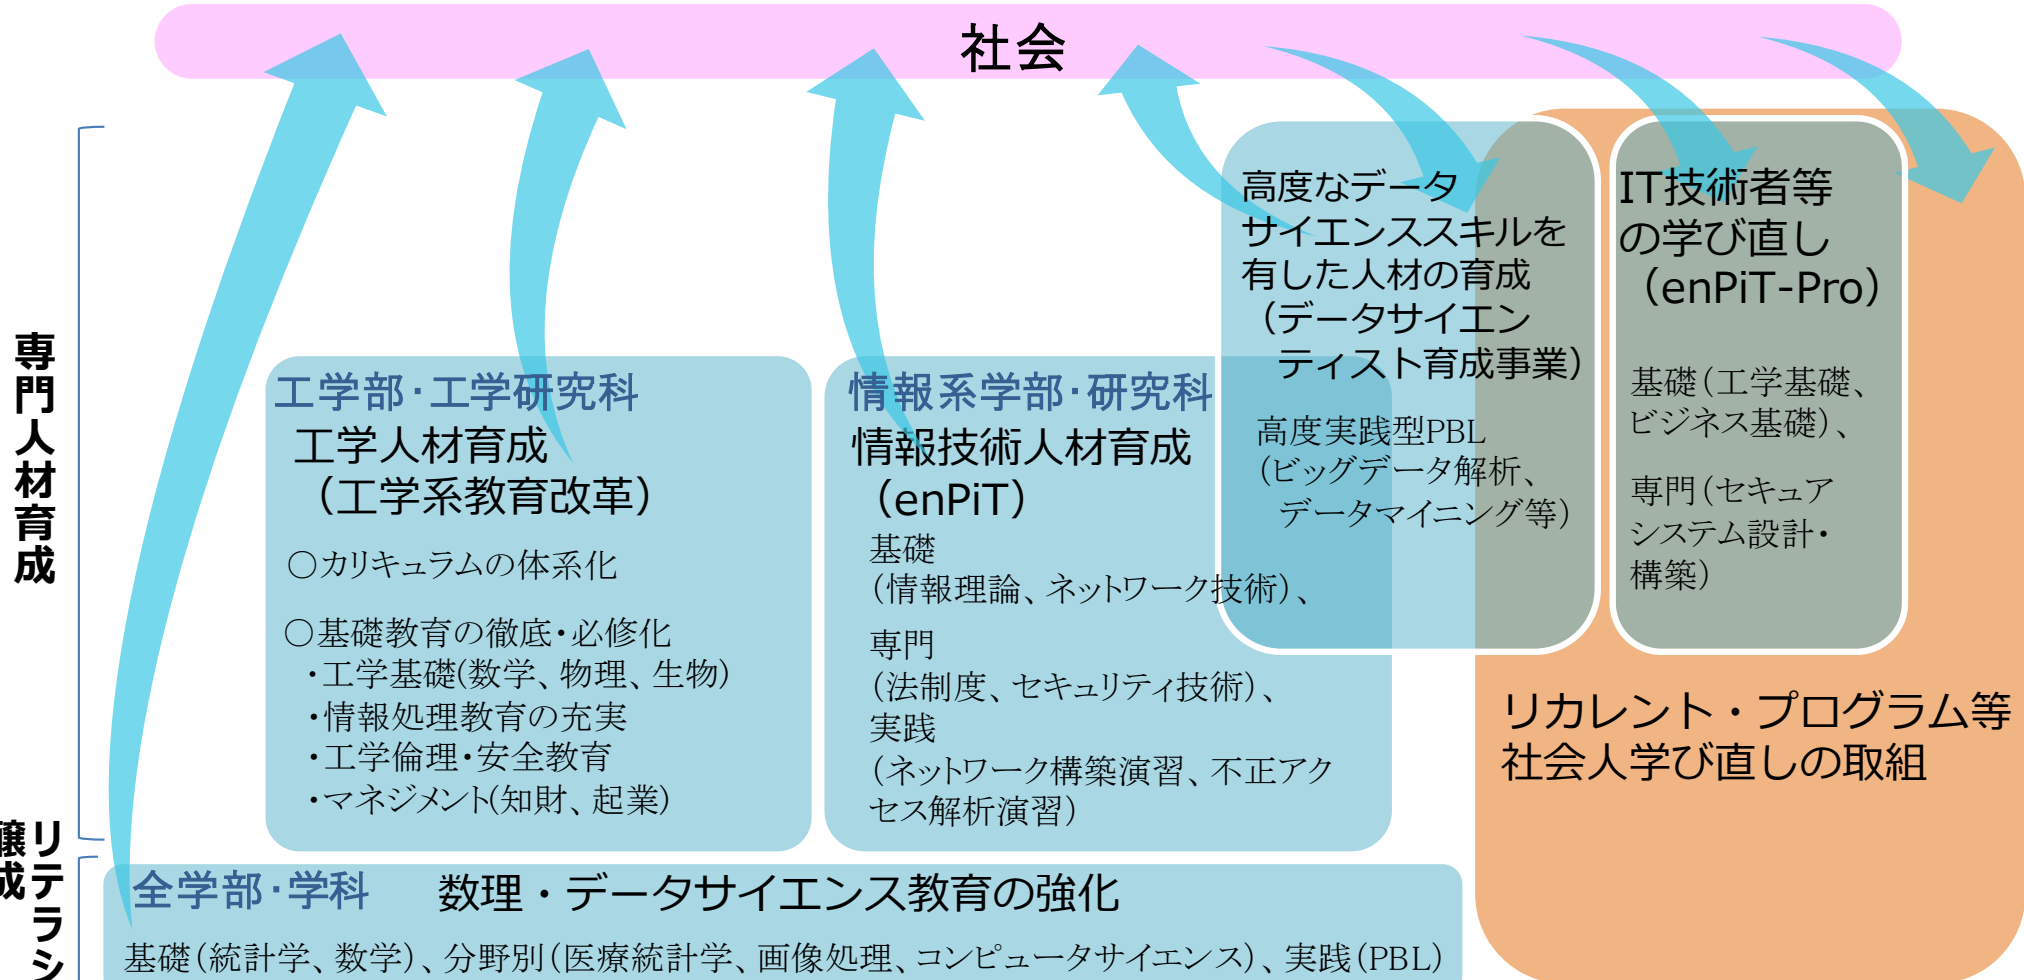 社会
専門人材育成
高度なデータ
サイエンススキルを
有した人材の育成
（データサイエン
ティスト育成事業）
高度実践型PBL
（ビッグデータ解析、
データマイニング等）
IT技術者等
の学び直し
（enPiT-Pro）
基礎（工学基礎、
ビジネス基礎）、
専門（セキュア
システム設計・
構築）
工学部・工学研究科
工学人材育成
（工学系教育改革）
○カリキュラムの体系化
○基礎教育の徹底・必修化
・工学基礎(数学、物理、生物)
・情報処理教育の充実
・工学倫理・安全教育
・マネジメント(知財、起業)
情報系学部・研究科
情報技術人材育成
（enPiT）
基礎
（情報理論、ネットワーク技術）、
専門
（法制度、セキュリティ技術）、
実践
（ネットワーク構築演習、不正アク
セス解析演習）
リカレント・プログラム等
社会人学び直しの取組
リテラシ
醸成
全学部・学科　数理・データサイエンス教育の強化
基礎（統計学、数学）、分野別（医療統計学、画像処理、コンピュータサイエンス）、実践（PBL）